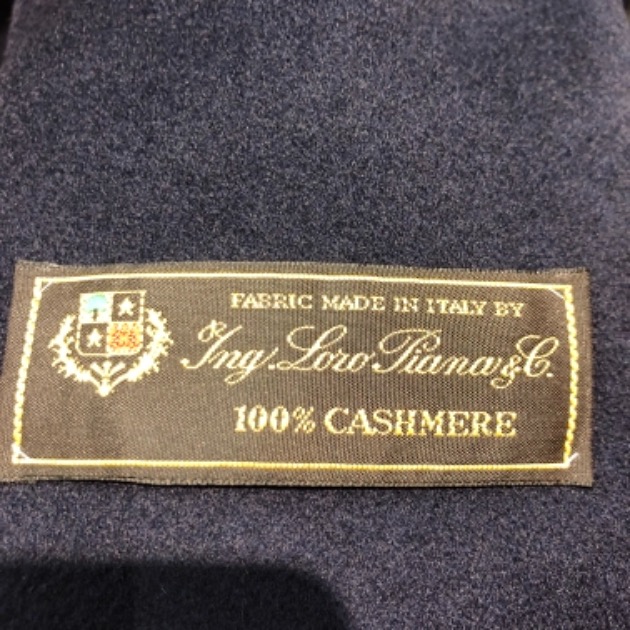 FABRIC MADE IN ITALY BY
Ing. Loro Piana & C.
100% CASHMERE